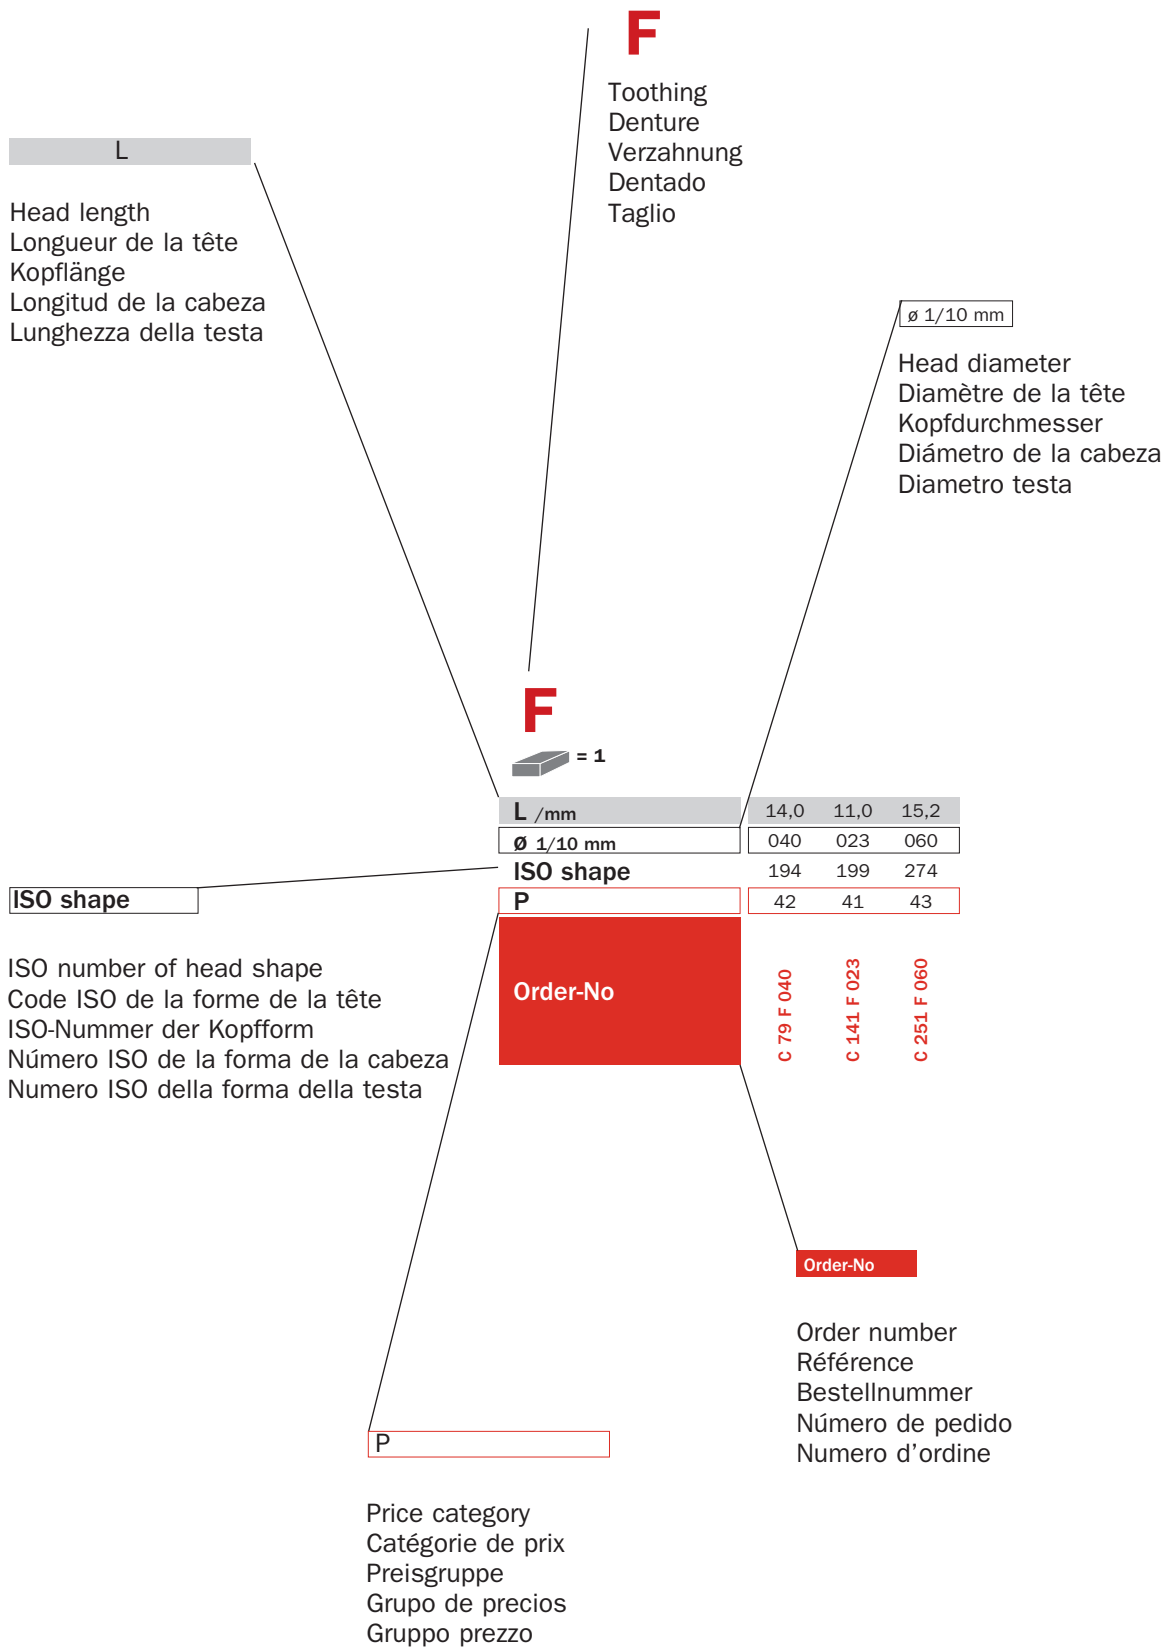 F
Toothing
Denture
Verzahnung
Dentado
Taglio
L
Head length
Longueur de la tête
Kopflänge
Longitud de la cabeza
Lunghezza della testa
ø 1/10 mm
Head diameter
Diamètre de la tête
Kopfdurchmesser
Diámetro de la cabeza
Diametro testa
F
= 1
L /mm 14,0 11,0 15,2
Ø 1/10 mm 040 023 060
ISO shape 194 199 274
P 42 41 43
Order-No
C 79 F 040
C 141 F 023
C 251 F 060
ISO shape
ISO number of head shape
Code ISO de la forme de la tête
ISO-Nummer der Kopfform
Número ISO de la forma de la cabeza
Numero ISO della forma della testa
Order-No
Order number
Référence
Bestellnummer
Número de pedido
Numero d’ordine
P
Price category
Catégorie de prix
Preisgruppe
Grupo de precios
Gruppo prezzo